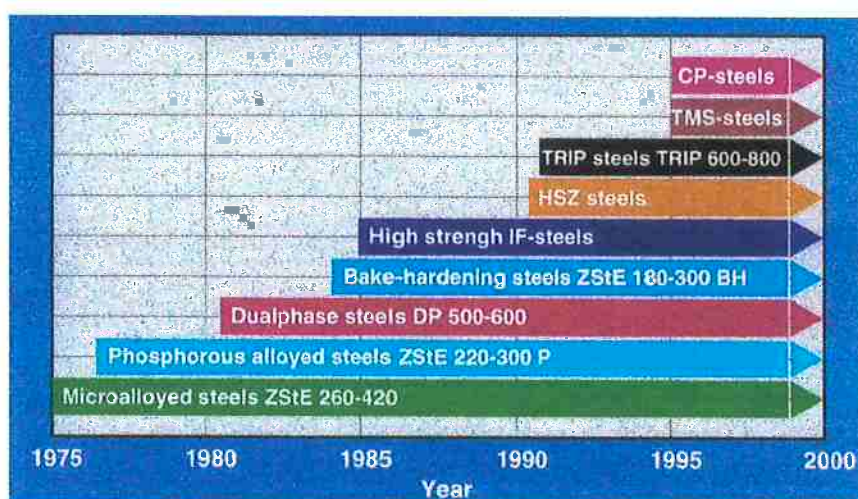 CP-steels
TMS-steels
TRIP steels TRIP 600-800
HSZ steels
High strengh IF-steels
Bake-hardening steels ZStE 180-300 BH
Dualphase steels DP 500-600
Phosphorous alloyed steels ZStE 220-300 P
Microalloyed steels ZStE 260-420
1975 1980 1985 1990 1995 2000
Year